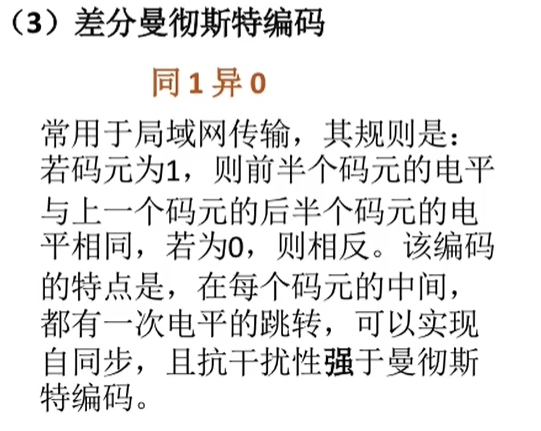 （3）差分曼彻斯特编码
同 1 异 0
常用于局域网传输，其规则是：
若码元为1，则前半个码元的电平
与上一个码元的后半个码元的电
平相同，若为0，则相反。该编码
的特点是，在每个码元的中间，
都有一次电平的跳转，可以实现
自同步，且抗干扰性强于曼彻斯
特编码。